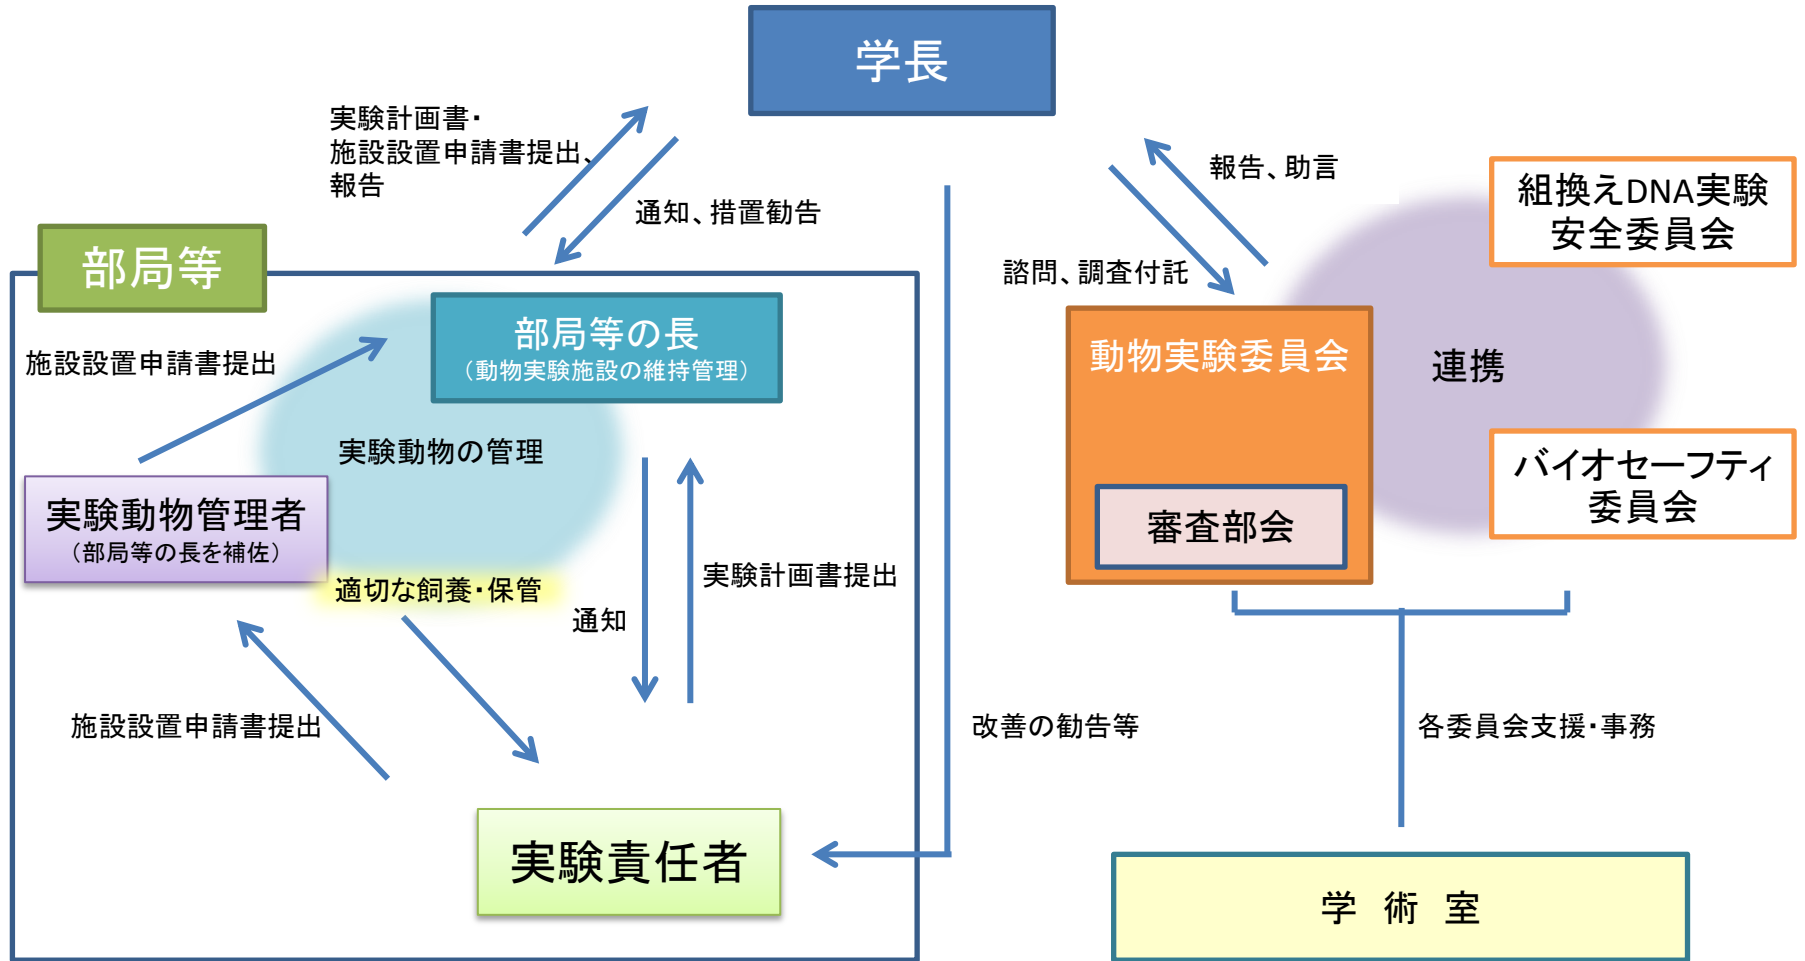 学長
実験計画書・
施設設置申請書提出、
報告
通知、措置勧告
報告、助言
諮問、調査付託
組換えDNA実験
安全委員会
部局等
部局等の長
（動物実験施設の維持管理）
施設設置申請書提出
実験動物の管理
動物実験委員会
連携
実験動物管理者
（部局等の長を補佐）
審査部会
バイオセーフティ
委員会
適切な飼養・保管
通知
実験計画書提出
施設設置申請書提出
改善の勧告等
各委員会支援・事務
実験責任者
学 術 室